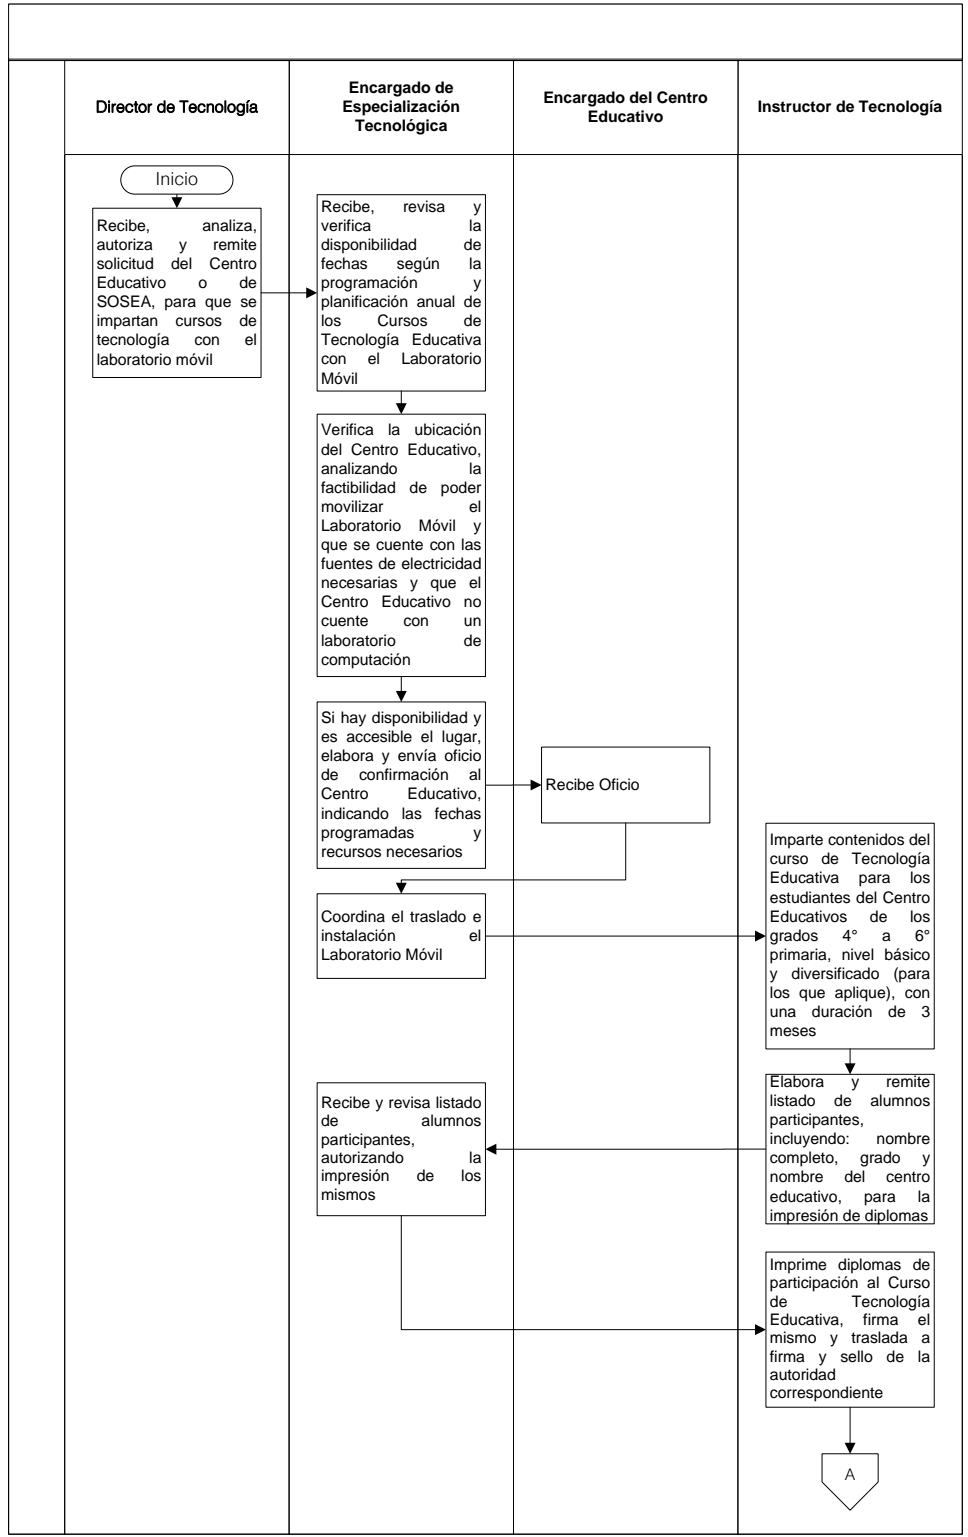 Director de Tecnología
Encargado de
Especialización
Tecnológica
Encargado del Centro
Educativo
Instructor de Tecnología
Inicio
Recibe, analiza,
autoriza y remite
solicitud del Centro
Educativo o de
SOSEA, para que se
impartan cursos de
tecnología con el
laboratorio móvil
Recibe, revisa y
verifica la
disponibilidad de
fechas según la
programación y
planificación anual de
los Cursos de
Tecnología Educativa
con el Laboratorio
Móvil
Verifica la ubicación
del Centro Educativo,
analizando la
factibilidad de poder
movilizar el
Laboratorio Móvil y
que se cuente con las
fuentes de electricidad
necesarias y que el
Centro Educativo no
cuente con un
laboratorio de
computación
Si hay disponibilidad y
es accesible el lugar,
elabora y envía oficio
de confirmación al
Centro Educativo,
indicando las fechas
programadas y
recursos necesarios
Recibe Oficio
Coordina el traslado e
instalación el
Laboratorio Móvil
Imparte contenidos del
curso de Tecnología
Educativa para los
estudiantes del Centro
Educativos de los
grados 4° a 6°
primaria, nivel básico
y diversificado (para
los que aplique), con
una duración de 3
meses
Elabora y remite
listado de alumnos
participantes,
incluyendo: nombre
completo, grado y
nombre del centro
educativo, para la
impresión de diplomas
Recibe y revisa listado
de alumnos
participantes,
autorizando la
impresión de los
mismos
Imprime diplomas de
participación al Curso
de Tecnología
Educativa, firma el
mismo y traslada a
firma y sello de la
autoridad
correspondiente
A